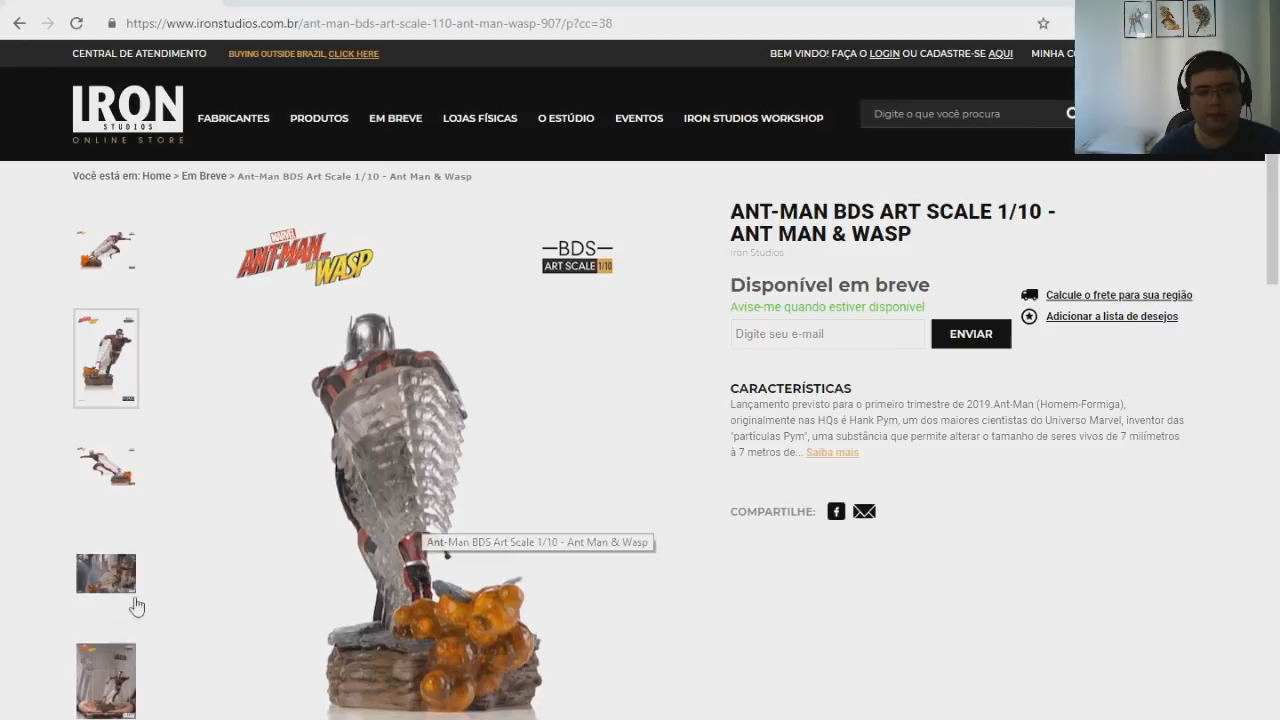 https://www.ironstudios.com.br/ant-man-bds-art-scale-110-ant-man-wasp-907/p?cc=38
CENTRAL DE ATENDIMENTO
BUYING OUTSIDE BRAZIL, CLICK HERE
BEM VINDO! FAÇA O LOGIN OU CADASTRE-SE AQUI
MINHA
IRON
STUDIOS
ONLINE STORE
FABRICANTES
PRODUTOS
EM BREVE
LOJAS FÍSICAS
O ESTÚDIO
EVENTOS
IRON STUDIOS WORKSHOP
Digite o que você procura
Você está em: Home > Em Breve > Ant-Man BDS Art Scale 1/10 - Ant Man & Wasp
MARVEL
ANT-MAN
AND THE
WASP
—BDS—
ART SCALE 1/10
ANT-MAN BDS ART SCALE 1/10 -
ANT MAN & WASP
Iron Studios
Disponível em breve
Avise-me quando estiver disponivel
Digite seu e-mail
ENVIAR
Calcule o frete para sua região
Adicionar a lista de desejos
CARACTERÍSTICAS
Lançamento previsto para o primeiro trimestre de 2019.Ant-Man (Homem-Formiga),
originalmente nas HQs é Hank Pym, um dos maiores cientistas do Universo Marvel, inventor das
"partículas Pym", uma substância que permite alterar o tamanho de seres vivos de 7 milímetros
à 7 metros de... Saiba mais
COMPARTILHE:
Ant-Man BDS Art Scale 1/10 - Ant Man & Wasp